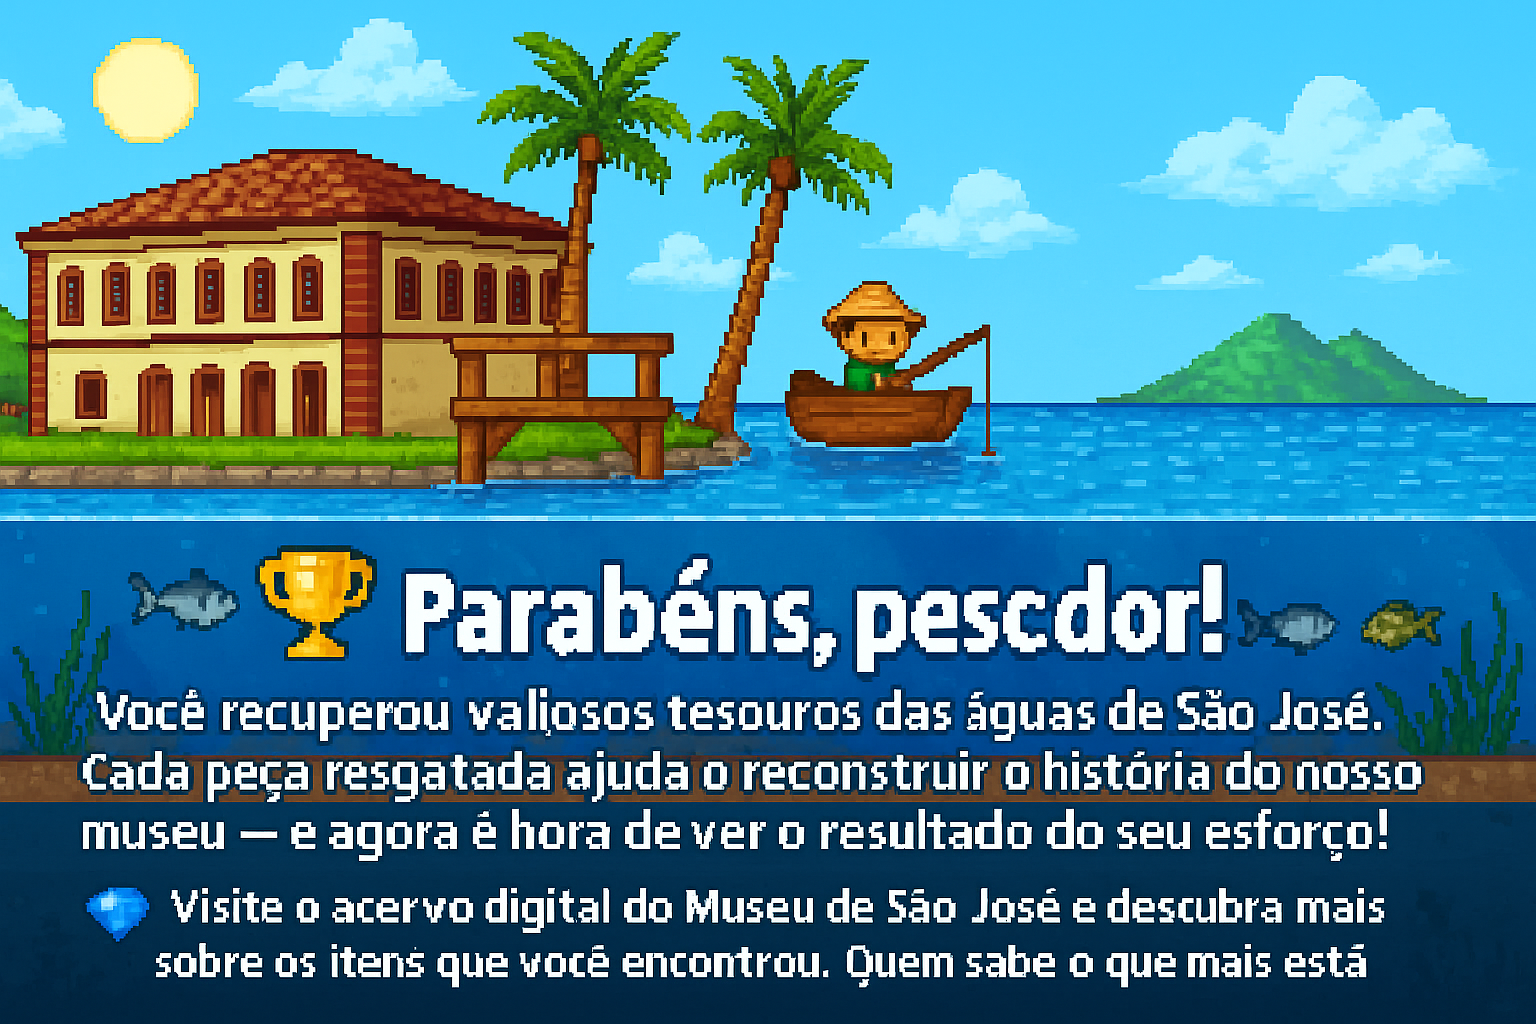 Parabéns, pescdor!
Você recuperou valiosos tesouros das águas de São José.
Cada peça resgatada ajuda o reconstruir o história do nosso
museu — e agora é hora de ver o resultado do seu esforço!
Visite o acervo digital do Museu de São José e descubra mais
sobre os itens que você encontrou. Quem sabe o que mais está